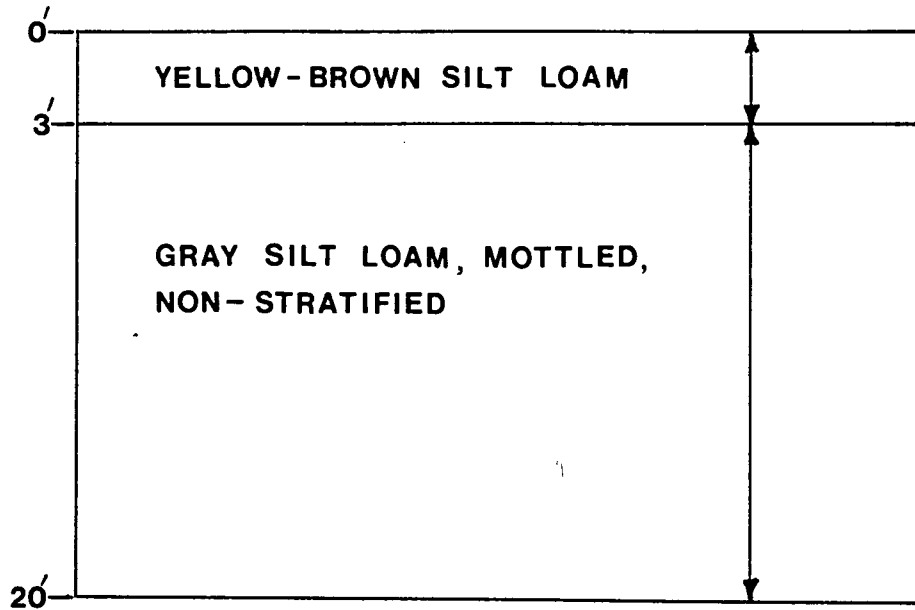 0'
YELLOW-BROWN SILT LOAM
3'
GRAY SILT LOAM, MOTTLED,
NON-STRATIFIED
20'